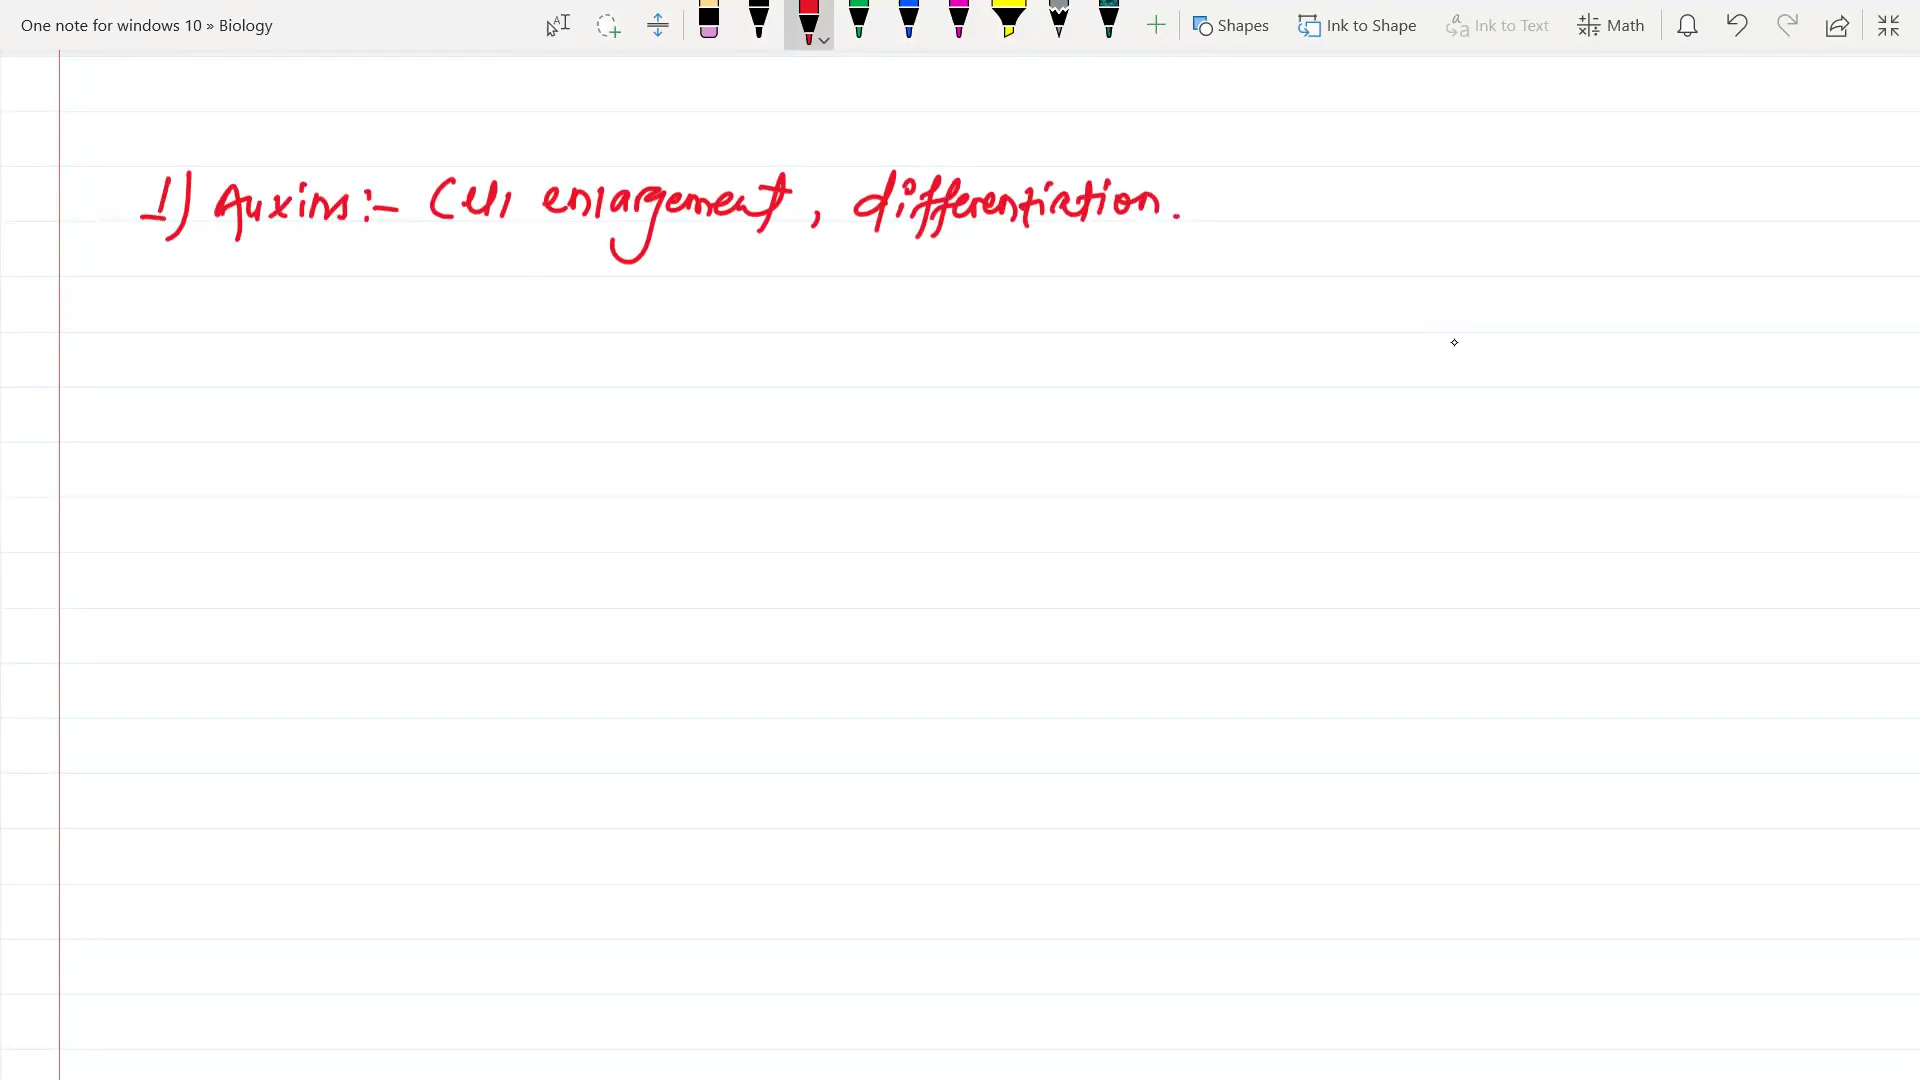 One note for windows 10 » Biology
Shapes
Ink to Shape
Ink to Text
Math
1) Auxins:- Cell enlargement, differentiation.